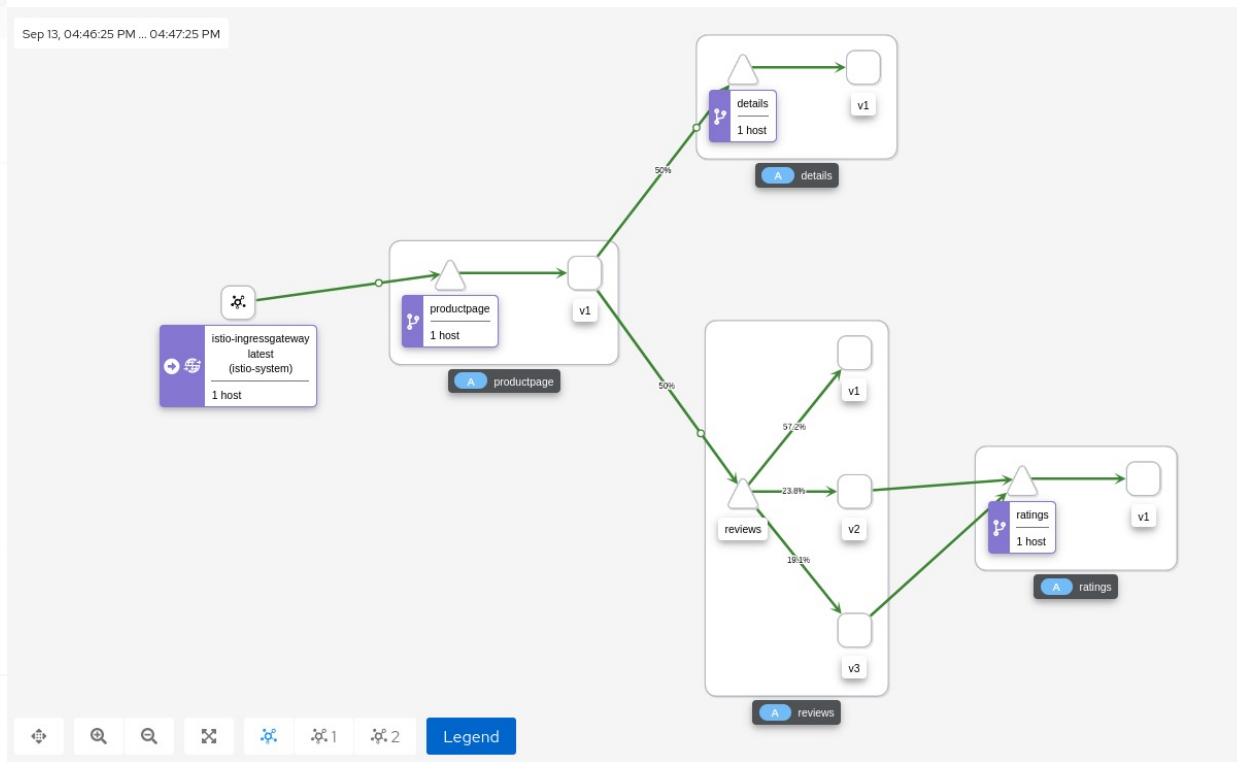 Sep 13, 04:46:25 PM ... 04:47:25 PM
details
1 host
v1
A details
50%
productpage
1 host
v1
A productpage
istio-ingressgateway
latest
(istio-system)
1 host
50%
v1
57.2%
reviews
23.8%
v2
19.1%
v3
A reviews
ratings
1 host
v1
A ratings
1
2
Legend